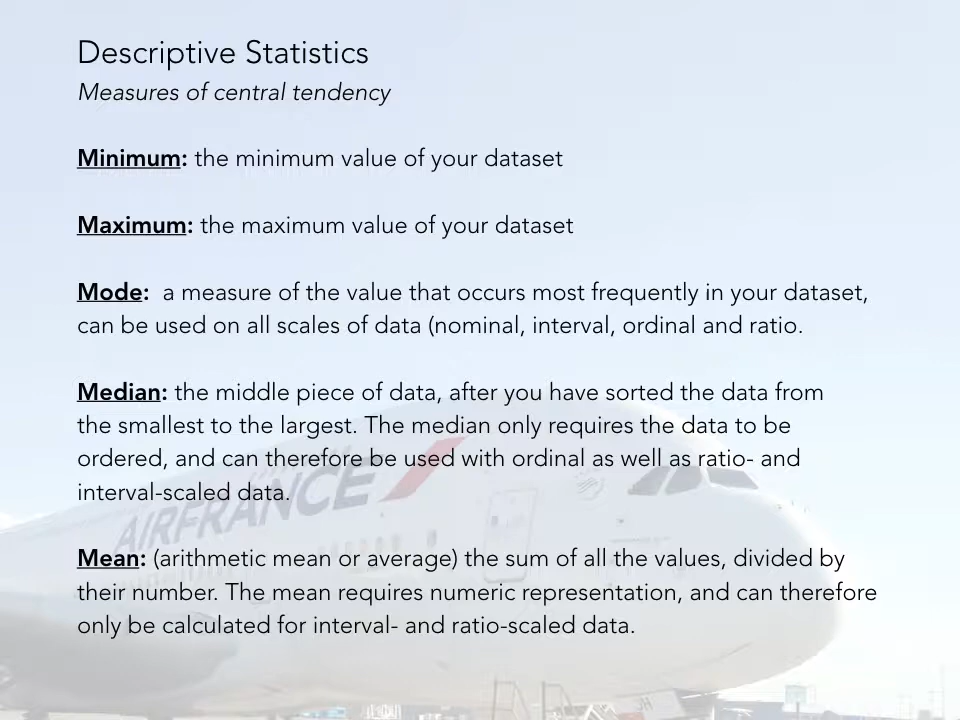 Descriptive Statistics
Measures of central tendency
Minimum: the minimum value of your dataset
Maximum: the maximum value of your dataset
Mode:  a measure of the value that occurs most frequently in your dataset,
can be used on all scales of data (nominal, interval, ordinal and ratio.
Median: the middle piece of data, after you have sorted the data from
the smallest to the largest. The median only requires the data to be
ordered, and can therefore be used with ordinal as well as ratio- and
interval-scaled data.
AIRFRANCE
Mean: (arithmetic mean or average) the sum of all the values, divided by
their number. The mean requires numeric representation, and can therefore
only be calculated for interval- and ratio-scaled data.